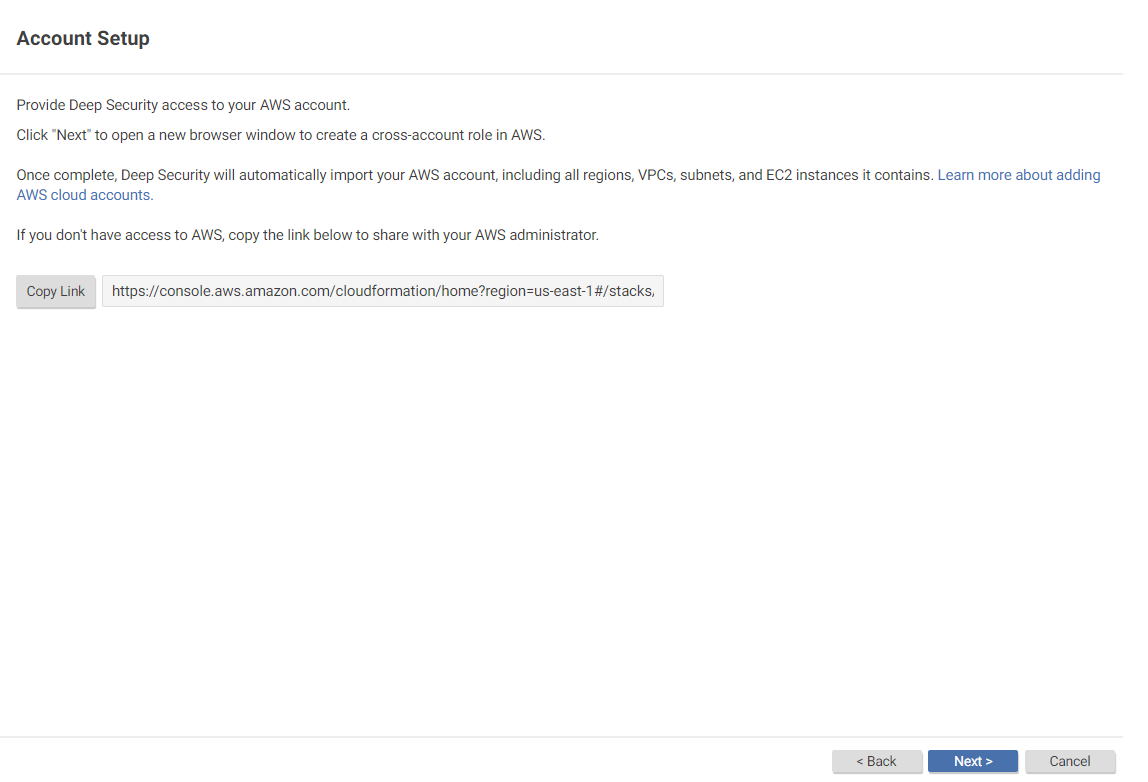 Account Setup
Provide Deep Security access to your AWS account.
Click "Next" to open a new browser window to create a cross-account role in AWS.
Once complete, Deep Security will automatically import your AWS account, including all regions, VPCs, subnets, and EC2 instances it contains. Learn more about adding
AWS cloud accounts.
If you don't have access to AWS, copy the link below to share with your AWS administrator.
Copy Link https://console.aws.amazon.com/cloudformation/home?region=us-east-1#/stacks/
< Back Next > Cancel